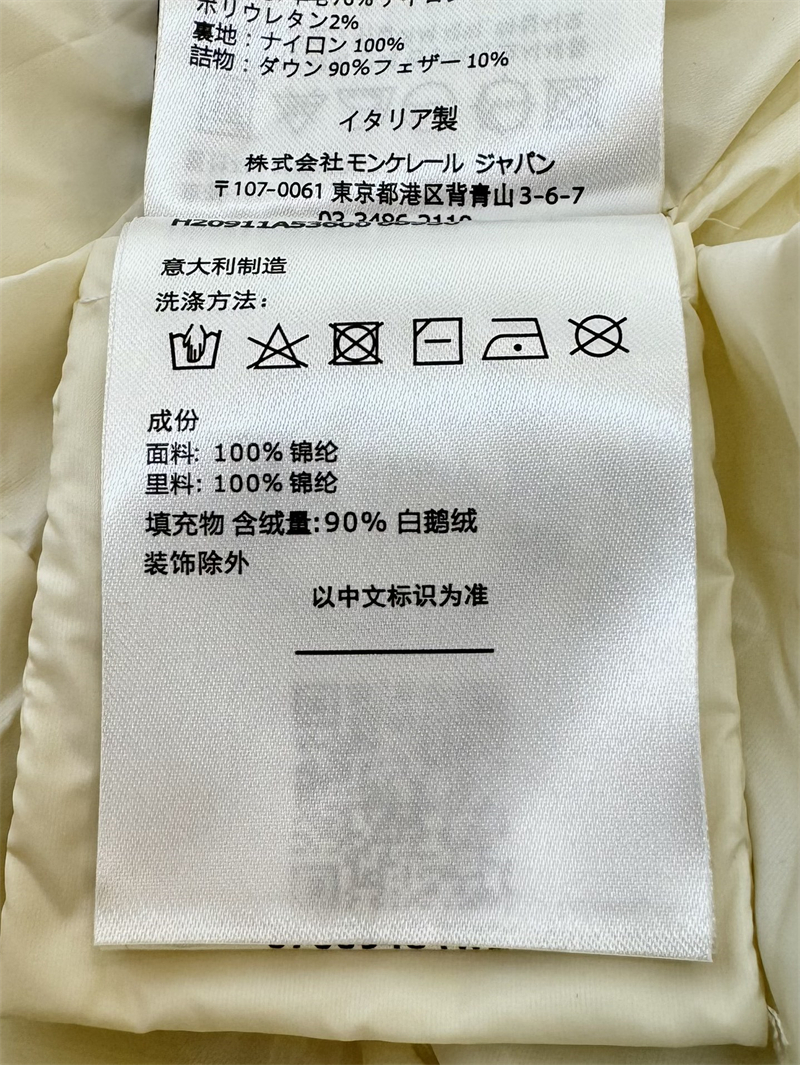 ポリウレタン2%
裏地：ナイロン 100%
詰物：ダウン 90%フェザー 10%
イタリア製
株式会社モンケレール ジャパン
〒107-0061 東京都港区背青山 3-6-7
意大利制造
洗涤方法：
成份
面料: 100% 锦纶
里料: 100% 锦纶
填充物 含绒量:90% 白鹅绒
装饰除外
以中文标识为准